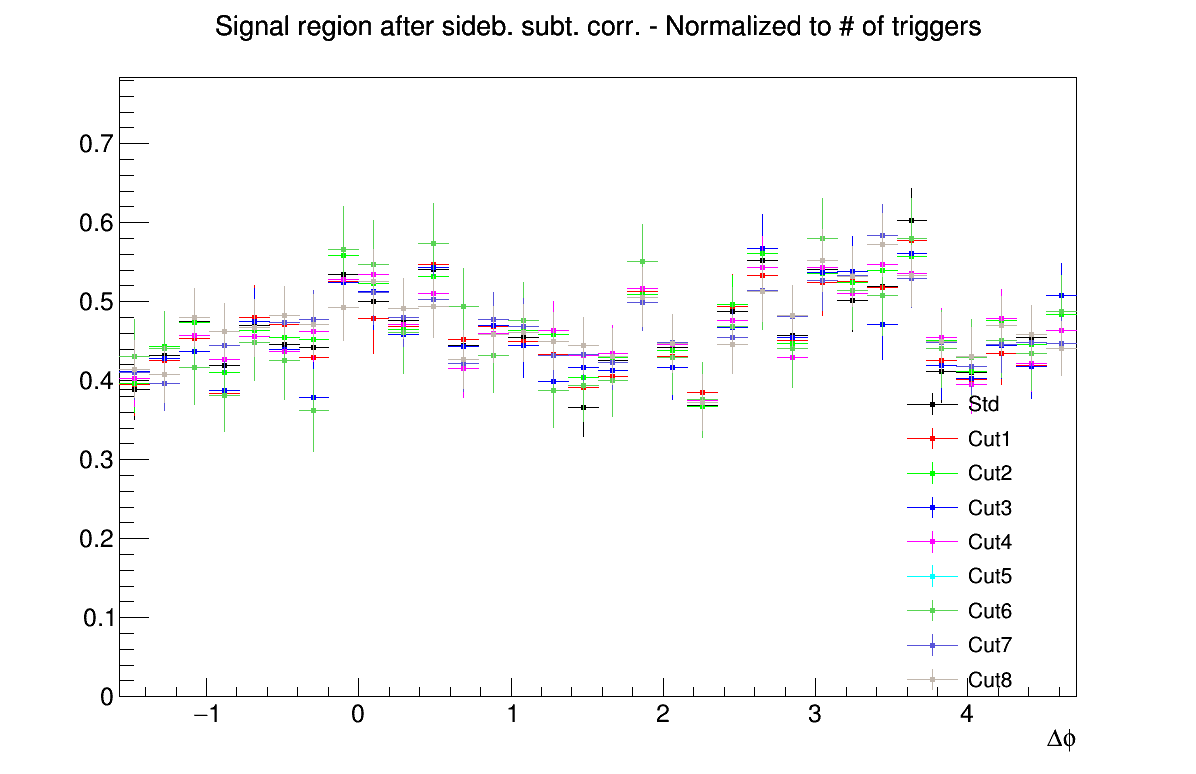 Signal region after sideb. subt. corr. - Normalized to # of triggers
0.7
0.6
0.5
0.4
0.3
0.2
0.1
0
Std
Cut1
Cut2
Cut3
Cut4
Cut5
Cut6
Cut7
Cut8
−1 0 1 2 3 4
Δϕ